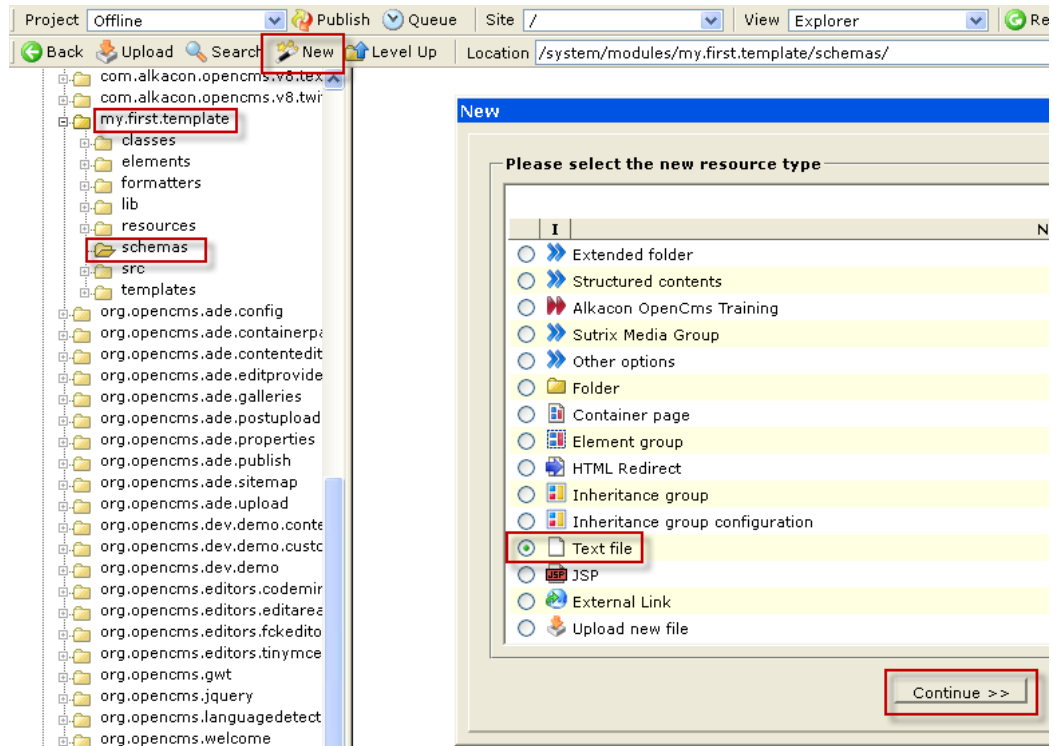 Project Offline Publish Queue Site / View Explorer Re
Back Upload Search New Level Up Location /system/modules/my.first.template/schemas/
com.alkacon.opencms.v8.tex
com.alkacon.opencms.v8.twi
my.first.template
classes
elements
formatters
lib
resources
schemas
src
templates
org.opencms.ade.config
org.opencms.ade.containerpa
org.opencms.ade.contentedit
org.opencms.ade.editprovide
org.opencms.ade.galleries
org.opencms.ade.postupload
org.opencms.ade.properties
org.opencms.ade.publish
org.opencms.ade.sitemap
org.opencms.ade.upload
org.opencms.dev.demo.conte
org.opencms.dev.demo.custo
org.opencms.dev.demo
org.opencms.editors.codemir
org.opencms.editors.editarea
org.opencms.editors.fckedito
org.opencms.editors.tinymce
org.opencms.gwt
org.opencms.jquery
org.opencms.languagedetect
org.opencms.welcome
New
Please select the new resource type
I N
Extended folder
Structured contents
Alkacon OpenCms Training
Sutrix Media Group
Other options
Folder
Container page
Element group
HTML Redirect
Inheritance group
Inheritance group configuration
Text file
JSP JSP
External Link
Upload new file
Continue >>